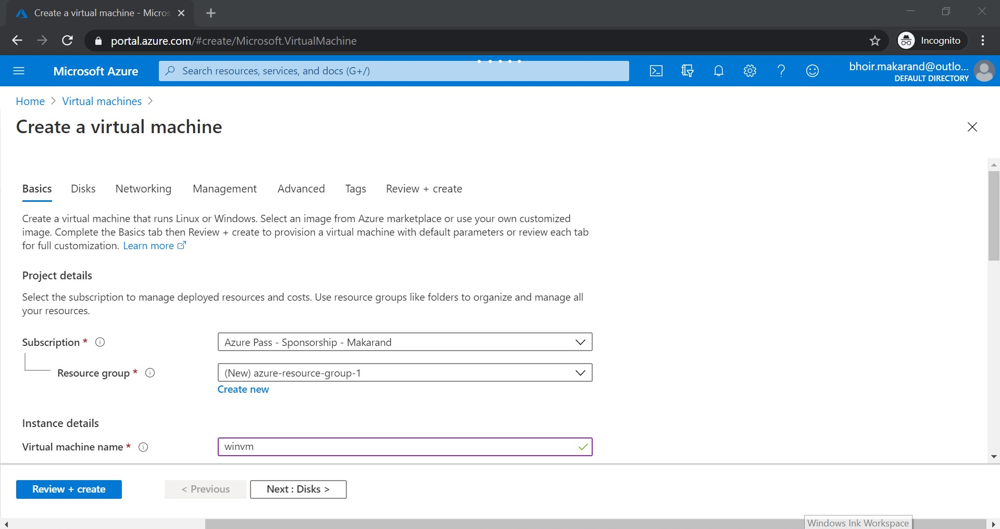 Create a virtual machine - Micros
portal.azure.com/#create/Microsoft.VirtualMachine
Incognito
Microsoft Azure
Search resources, services, and docs (G+/)
bhoir.makarand@outlo...
DEFAULT DIRECTORY
Home > Virtual machines >
Create a virtual machine
Basics Disks Networking Management Advanced Tags Review + create
Create a virtual machine that runs Linux or Windows. Select an image from Azure marketplace or use your own customized
image. Complete the Basics tab then Review + create to provision a virtual machine with default parameters or review each tab
for full customization. Learn more
Project details
Select the subscription to manage deployed resources and costs. Use resource groups like folders to organize and manage all
your resources.
Subscription * Azure Pass - Sponsorship - Makarand
Resource group * (New) azure-resource-group-1
Create new
Instance details
Virtual machine name * winvm
Review + create < Previous Next : Disks >
Windows Ink Workspace